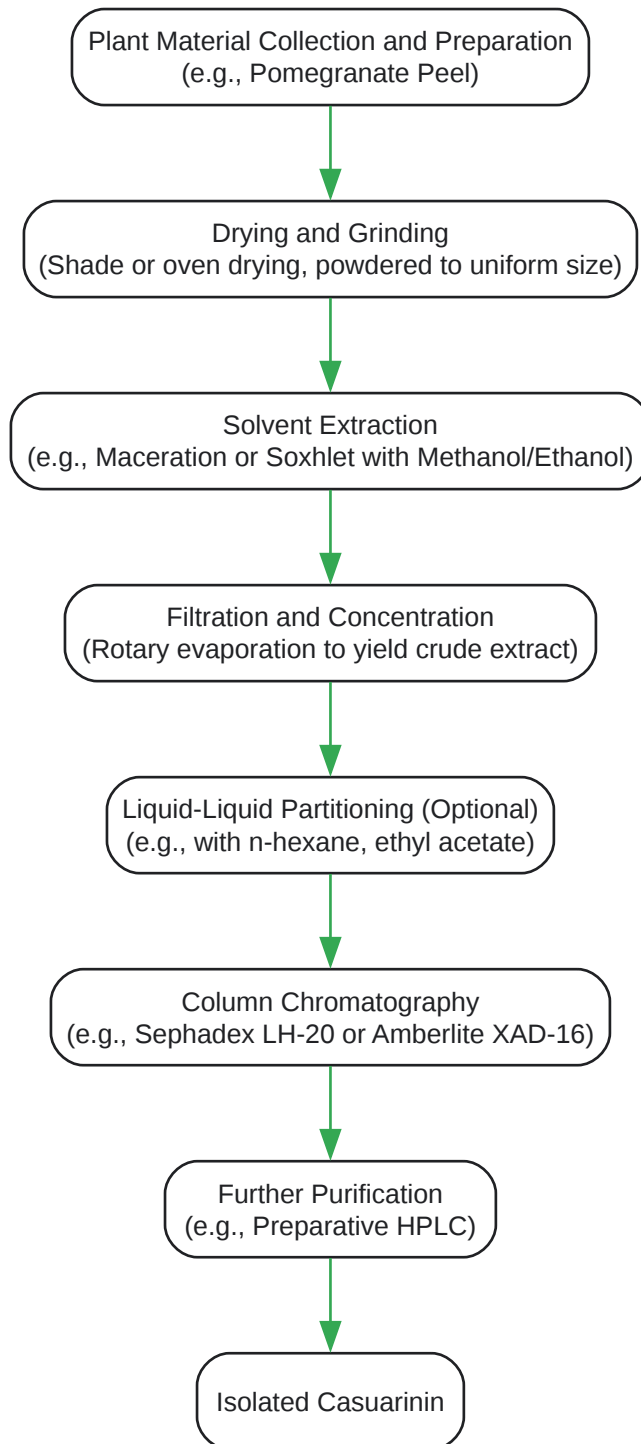 Plant Material Collection and Preparation
(e.g., Pomegranate Peel)
Drying and Grinding
(Shade or oven drying, powdered to uniform size)
Solvent Extraction
(e.g., Maceration or Soxhlet with Methanol/Ethanol)
Filtration and Concentration
(Rotary evaporation to yield crude extract)
Liquid-Liquid Partitioning (Optional)
(e.g., with n-hexane, ethyl acetate)
Column Chromatography
(e.g., Sephadex LH-20 or Amberlite XAD-16)
Further Purification
(e.g., Preparative HPLC)
Isolated Casuarinin